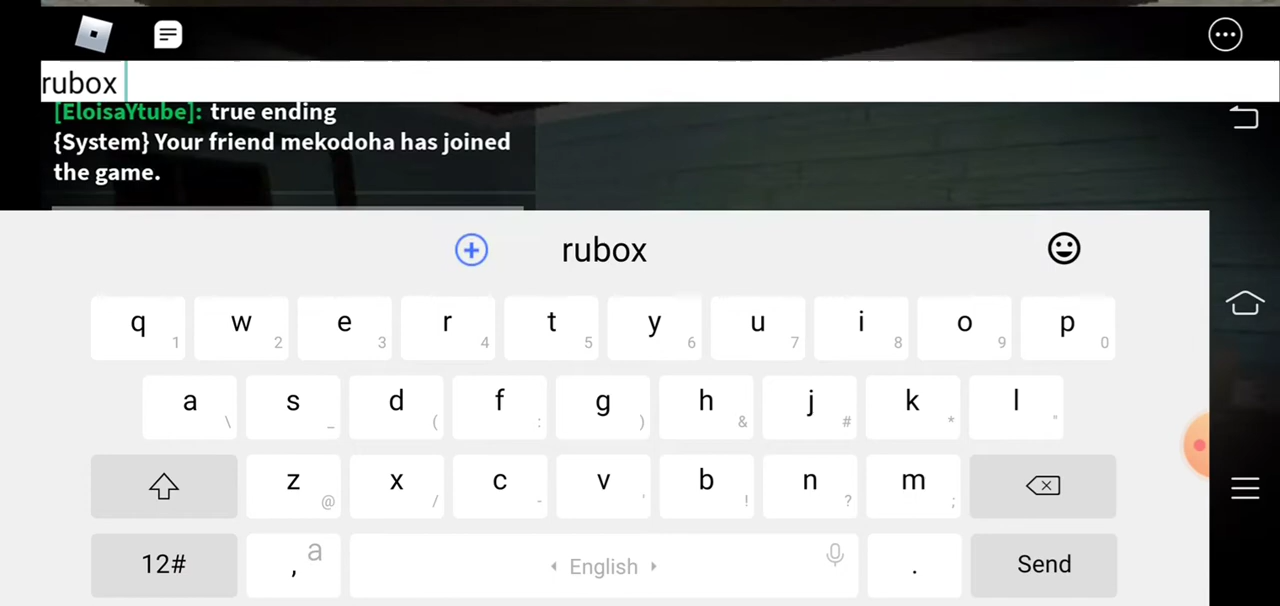 rubox
[EloisaYtube]: true ending
{System} Your friend mekodoha has joined
the game.
rubox
q 1 w 2 e 3 r 4 t 5 y 6 u 7 i 8 o 9 p 0
a \ s _ d ( f : g ) h & j # k * l "
z @ x / c - v ' b ! n ? m ;
12# , a English . Send